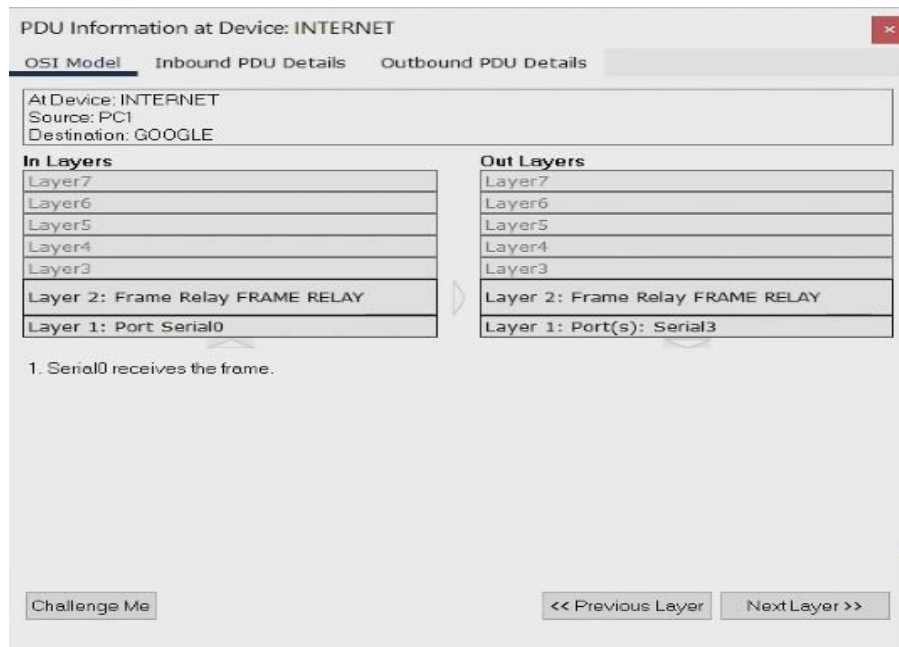 PDU Information at Device: INTERNET
OSI Model Inbound PDU Details Outbound PDU Details
At Device: INTERNET
Source: PC1
Destination: GOOGLE
In Layers
Layer7
Layer6
Layer5
Layer4
Layer3
Layer 2: Frame Relay FRAME RELAY
Layer 1: Port Serial0
Out Layers
Layer7
Layer6
Layer5
Layer4
Layer3
Layer 2: Frame Relay FRAME RELAY
Layer 1: Port(s): Serial3
1. Serial0 receives the frame.
Challenge Me
<< Previous Layer
Next Layer >>